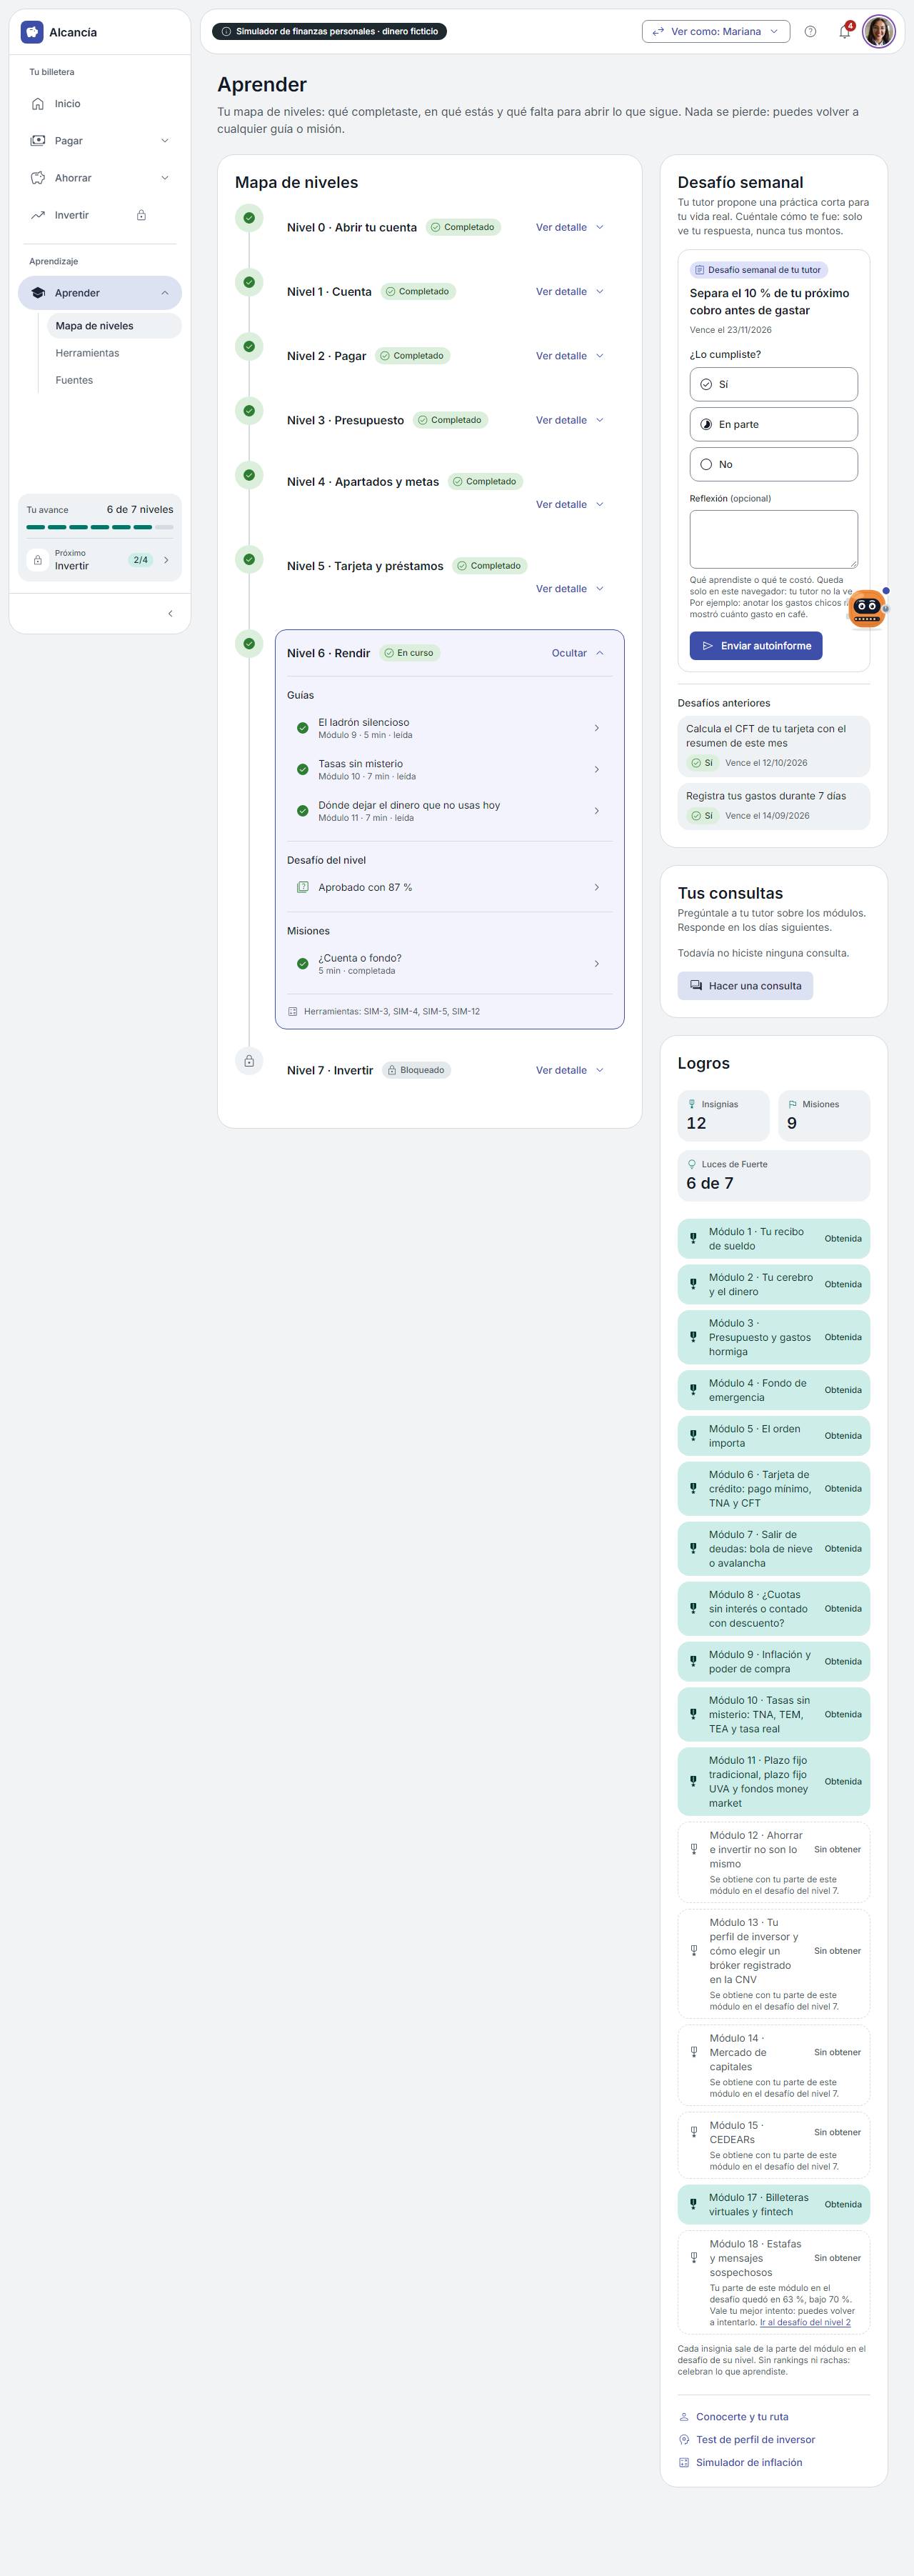 Alcancía
Tu billetera
Inicio
Pagar
Ahorrar
Invertir
Aprendizaje
Aprender
Mapa de niveles
Herramientas
Fuentes
Tu avance
6 de 7 niveles
Próximo
Invertir
2/4
Simulador de finanzas personales · dinero ficticio
Ver como: Mariana
4
Aprender
Tu mapa de niveles: qué completaste, en qué estás y qué falta para abrir lo que sigue. Nada se pierde: puedes volver a
cualquier guía o misión.
Mapa de niveles
Nivel 0 · Abrir tu cuenta
Completado
Ver detalle
Nivel 1 · Cuenta
Completado
Ver detalle
Nivel 2 · Pagar
Completado
Ver detalle
Nivel 3 · Presupuesto
Completado
Ver detalle
Nivel 4 · Apartados y metas
Completado
Ver detalle
Nivel 5 · Tarjeta y préstamos
Completado
Ver detalle
Nivel 6 · Rendir
En curso
Ocultar
Guías
El ladrón silencioso
Módulo 9 · 5 min · leída
Tasas sin misterio
Módulo 10 · 7 min · leída
Dónde dejar el dinero que no usas hoy
Módulo 11 · 7 min · leída
Desafío del nivel
Aprobado con 87 %
Misiones
¿Cuenta o fondo?
5 min · completada
Herramientas: SIM-3, SIM-4, SIM-5, SIM-12
Nivel 7 · Invertir
Bloqueado
Ver detalle
Desafío semanal
Tu tutor propone una práctica corta para
tu vida real. Cuéntale cómo te fue: solo
ve tu respuesta, nunca tus montos.
Desafío semanal de tu tutor
Separa el 10 % de tu próximo
cobro antes de gastar
Vence el 23/11/2026
¿Lo cumpliste?
Sí
En parte
No
Reflexión (opcional)
Qué aprendiste o qué te costó. Queda
solo en este navegador: tu tutor no la ve.
Por ejemplo: anotar los gastos chicos
mostró cuánto gasto en café.
Enviar autoinforme
Desafíos anteriores
Calcula el CFT de tu tarjeta con el
resumen de este mes
Sí
Vence el 12/10/2026
Registra tus gastos durante 7 días
Sí
Vence el 14/09/2026
Tus consultas
Pregúntale a tu tutor sobre los módulos.
Responde en los días siguientes.
Todavía no hiciste ninguna consulta.
Hacer una consulta
Logros
Insignias
12
Misiones
9
Luces de Fuerte
6 de 7
Módulo 1 · Tu recibo
de sueldo
Obtenida
Módulo 2 · Tu cerebro
y el dinero
Obtenida
Módulo 3 ·
Presupuesto y gastos
hormiga
Obtenida
Módulo 4 · Fondo de
emergencia
Obtenida
Módulo 5 · El orden
importa
Obtenida
Módulo 6 · Tarjeta de
crédito: pago mínimo,
TNA y CFT
Obtenida
Módulo 7 · Salir de
deudas: bola de nieve
o avalancha
Obtenida
Módulo 8 · ¿Cuotas
sin interés o contado
con descuento?
Obtenida
Módulo 9 · Inflación y
poder de compra
Obtenida
Módulo 10 · Tasas sin
misterio: TNA, TEM,
TEA y tasa real
Obtenida
Módulo 11 · Plazo fijo
tradicional, plazo fijo
UVA y fondos money
market
Obtenida
Módulo 12 · Ahorrar
e invertir no son lo
mismo
Sin obtener
Se obtiene con tu parte de este
módulo en el desafío del nivel 7.
Módulo 13 · Tu
perfil de inversor y
cómo elegir un
bróker registrado
en la CNV
Sin obtener
Se obtiene con tu parte de este
módulo en el desafío del nivel 7.
Módulo 14 ·
Mercado de
capitales
Sin obtener
Se obtiene con tu parte de este
módulo en el desafío del nivel 7.
Módulo 15 ·
CEDEARs
Sin obtener
Se obtiene con tu parte de este
módulo en el desafío del nivel 7.
Módulo 17 · Billeteras
virtuales y fintech
Obtenida
Módulo 18 · Estafas
y mensajes
sospechosos
Sin obtener
Tu parte de este módulo en el
desafío quedó en 63 %, bajo 70 %.
Vale tu mejor intento: puedes volver
a intentarlo. Ir al desafío del nivel 2
Cada insignia sale de la parte del módulo en el
desafío de su nivel. Sin rankings ni rachas:
celebran lo que aprendiste.
Conocerte y tu ruta
Test de perfil de inversor
Simulador de inflación